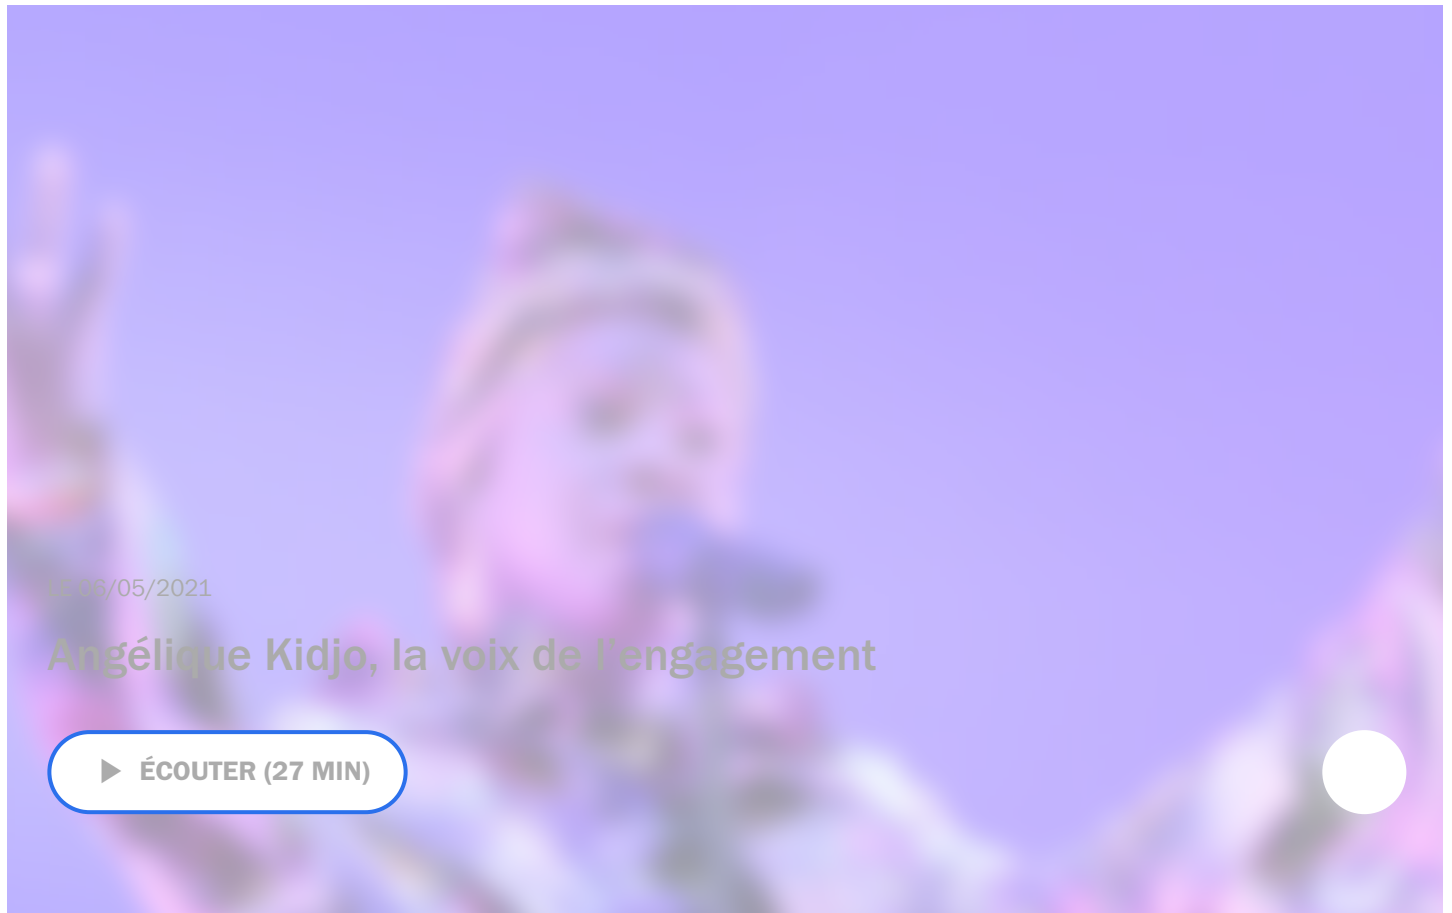 LE 06/05/2021
Angélique Kidjo, la voix de l'engagement
ÉCOUTER (27 MIN)